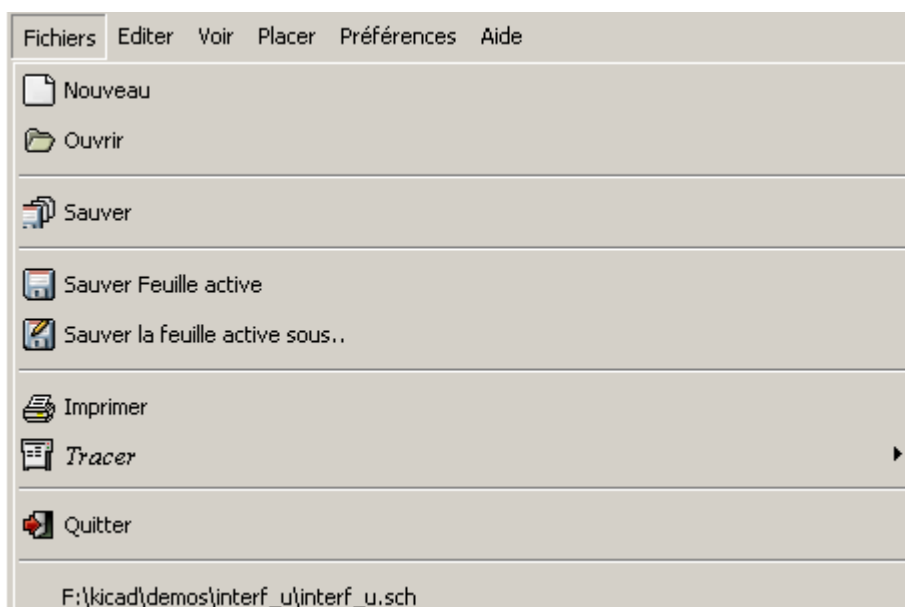 Fichiers Editer Voir Placer Préférences Aide
Nouveau
Ouvrir
Sauver
Sauver Feuille active
Sauver la feuille active sous..
Imprimer
Tracer
Quitter
F:\kicad\demos\interf_u\interf_u.sch